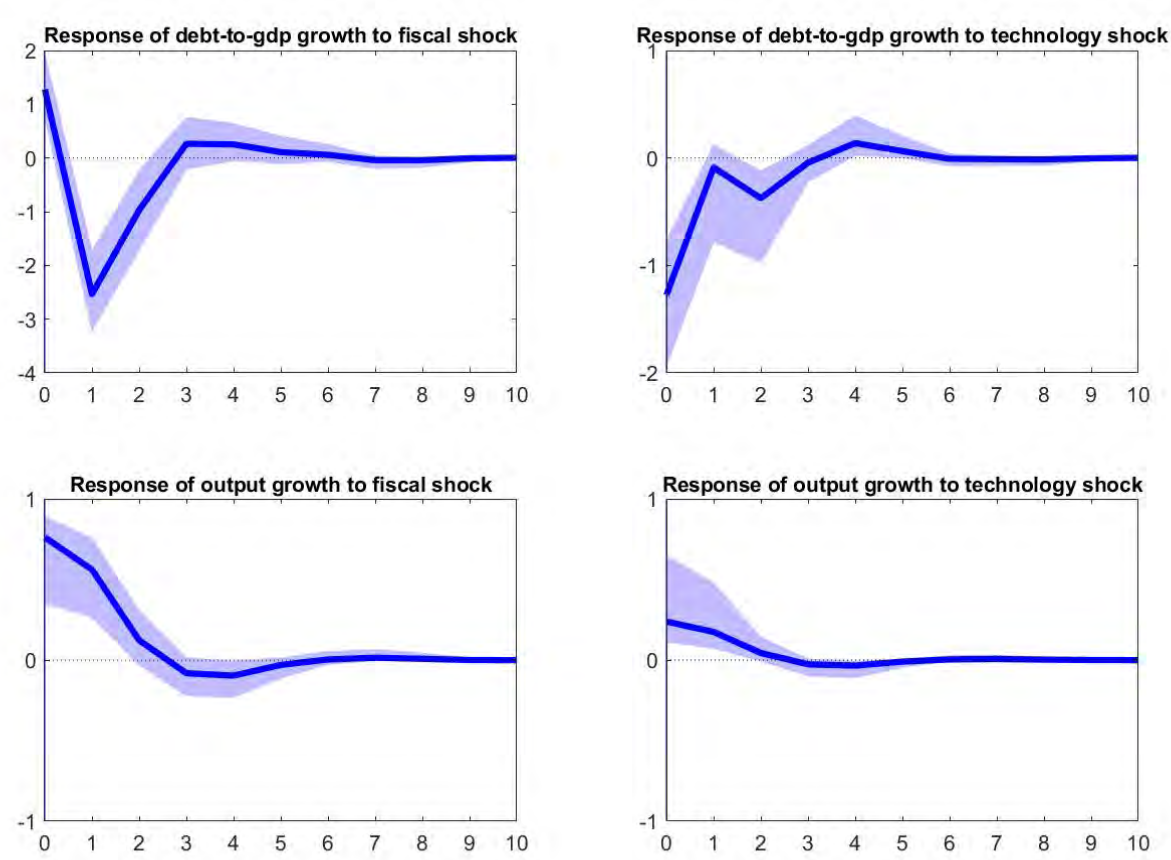 Response of debt-to-gdp growth to fiscal shock
2
1
0
-1
-2
-3
-4
0 1 2 3 4 5 6 7 8 9 10
Response of debt-to-gdp growth to technology shock
1
0
-1
-2
0 1 2 3 4 5 6 7 8 9 10
Response of output growth to fiscal shock
1
0
-1
0 1 2 3 4 5 6 7 8 9 10
Response of output growth to technology shock
1
0
-1
0 1 2 3 4 5 6 7 8 9 10